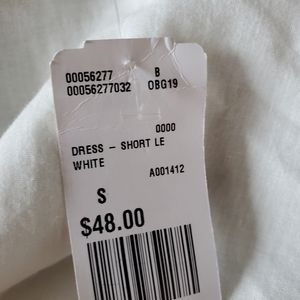 00056277 B
00056277032 OBG19
0000
DRESS – SHORT LE
WHITE
A001412
S
$48.00